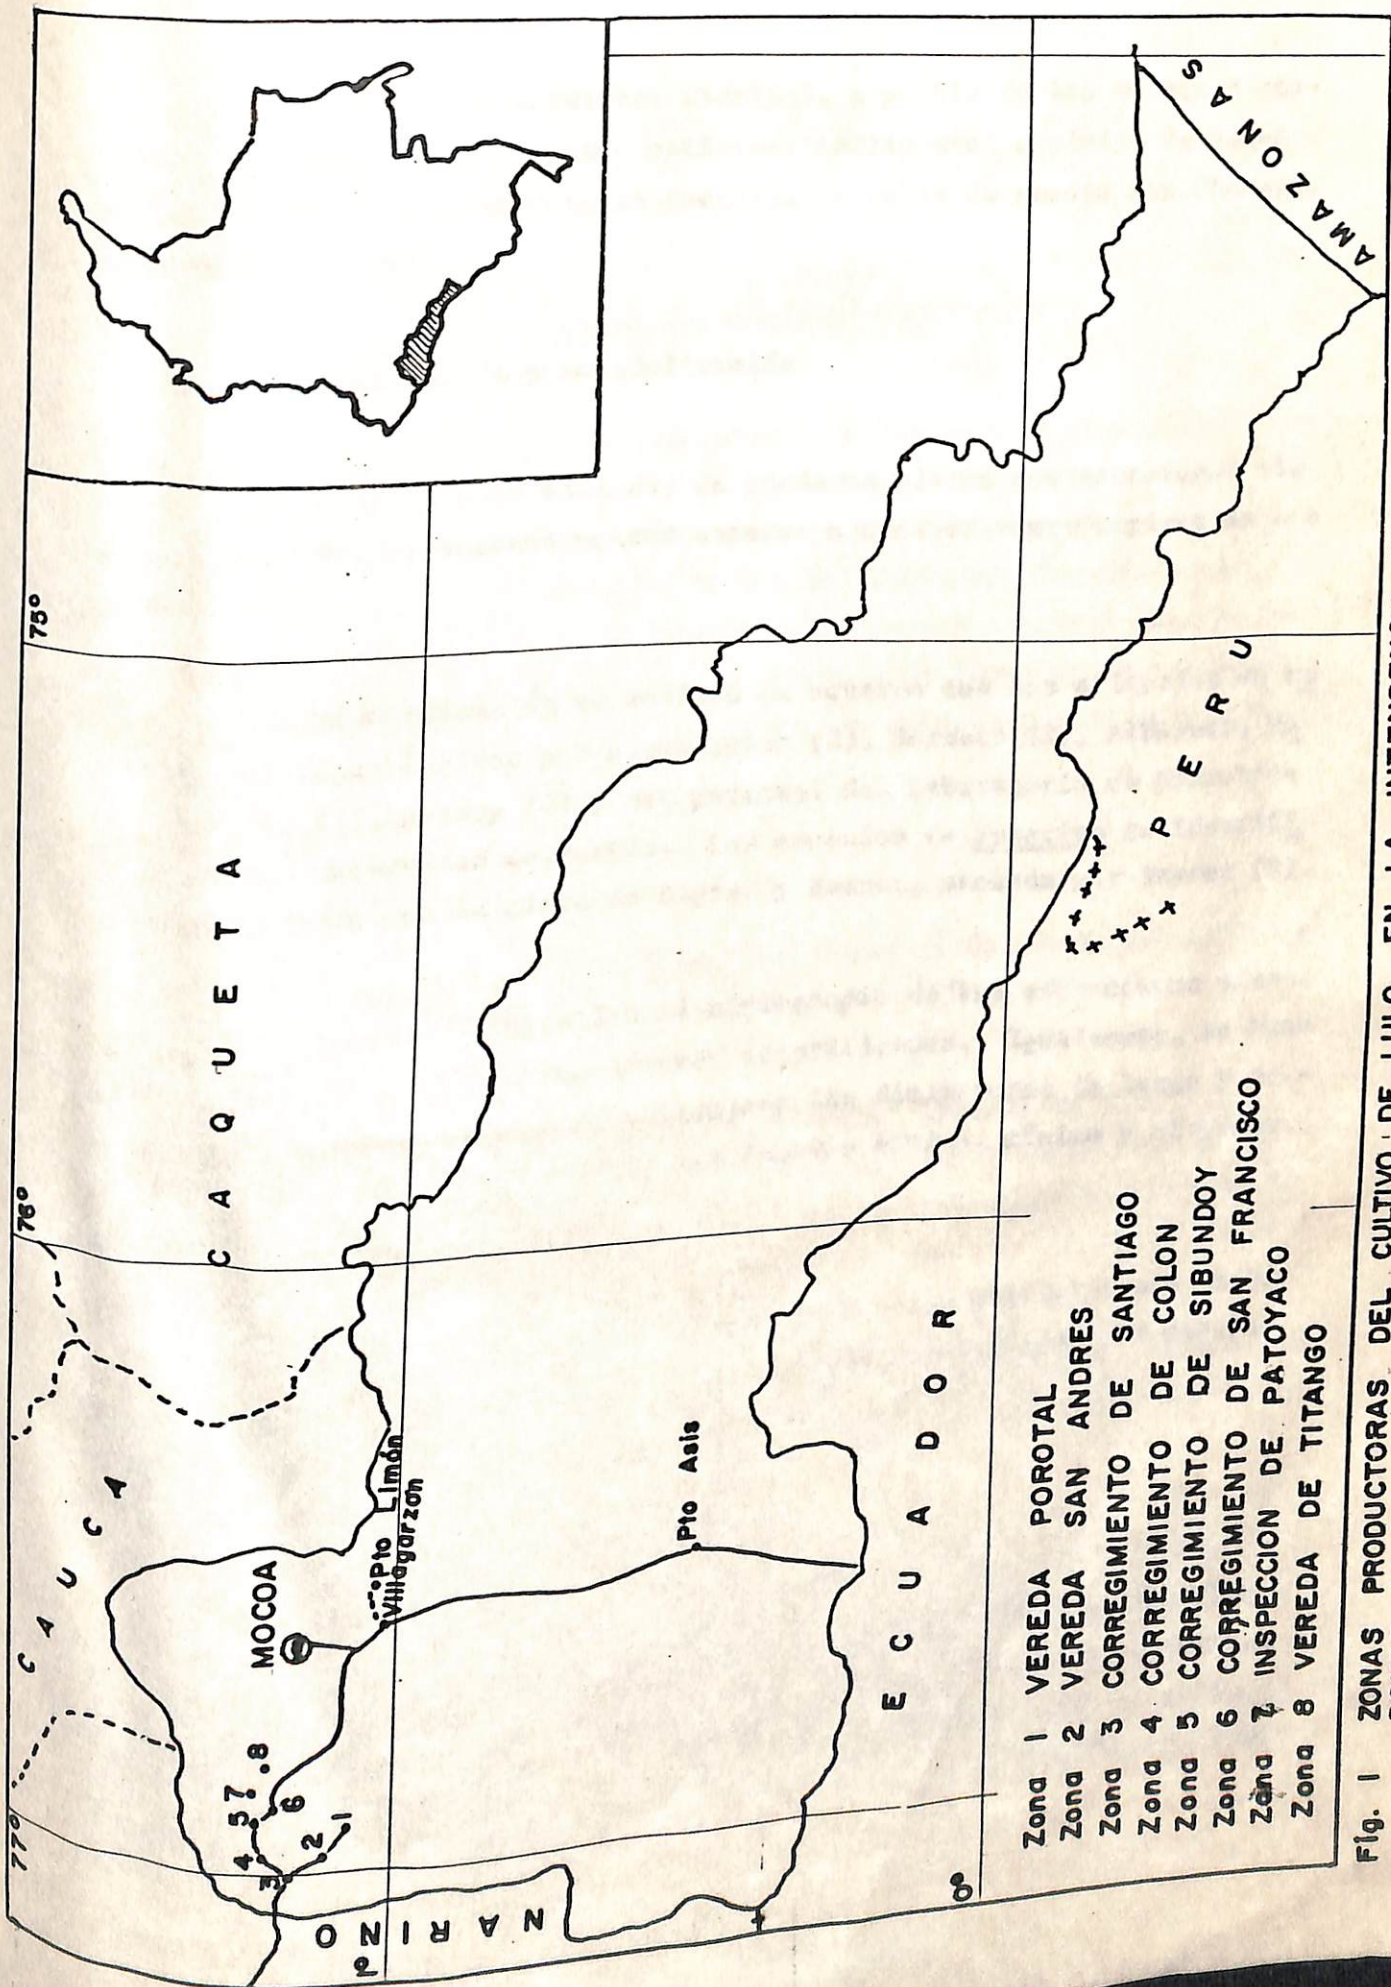 77°
76°
75°
CAUCA
CAQUETA
MOCOA
Pto Limón
Villagarzón
5
7
4
8
6
3
2
1
NARINO
Pto Asis
0°
ECUADOR
PERU
AMAZONAS
Zona 1 VEREDA POROTAL
Zona 2 VEREDA SAN ANDRES
Zona 3 CORREGIMIENTO DE SANTIAGO
Zona 4 CORREGIMIENTO DE COLON
Zona 5 CORREGIMIENTO DE SIBUNDOY
Zona 6 CORREGIMIENTO DE SAN FRANCISCO
Zona 7 INSPECCION DE PATOYACO
Zona 8 VEREDA DE TITANGO
Fig. 1 ZONAS PRODUCTORAS DEL CULTIVO DE LULO EN LA